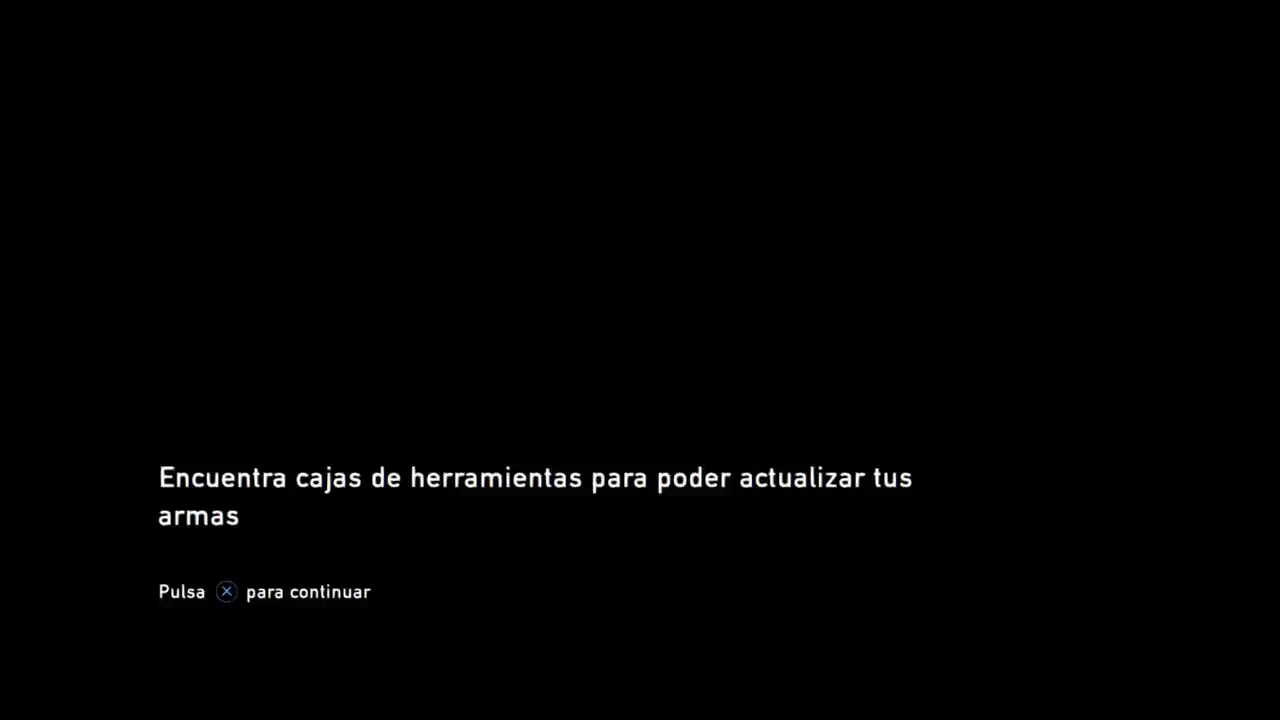 Encuentra cajas de herramientas para poder actualizar tus
armas
Pulsa ⓧ para continuar